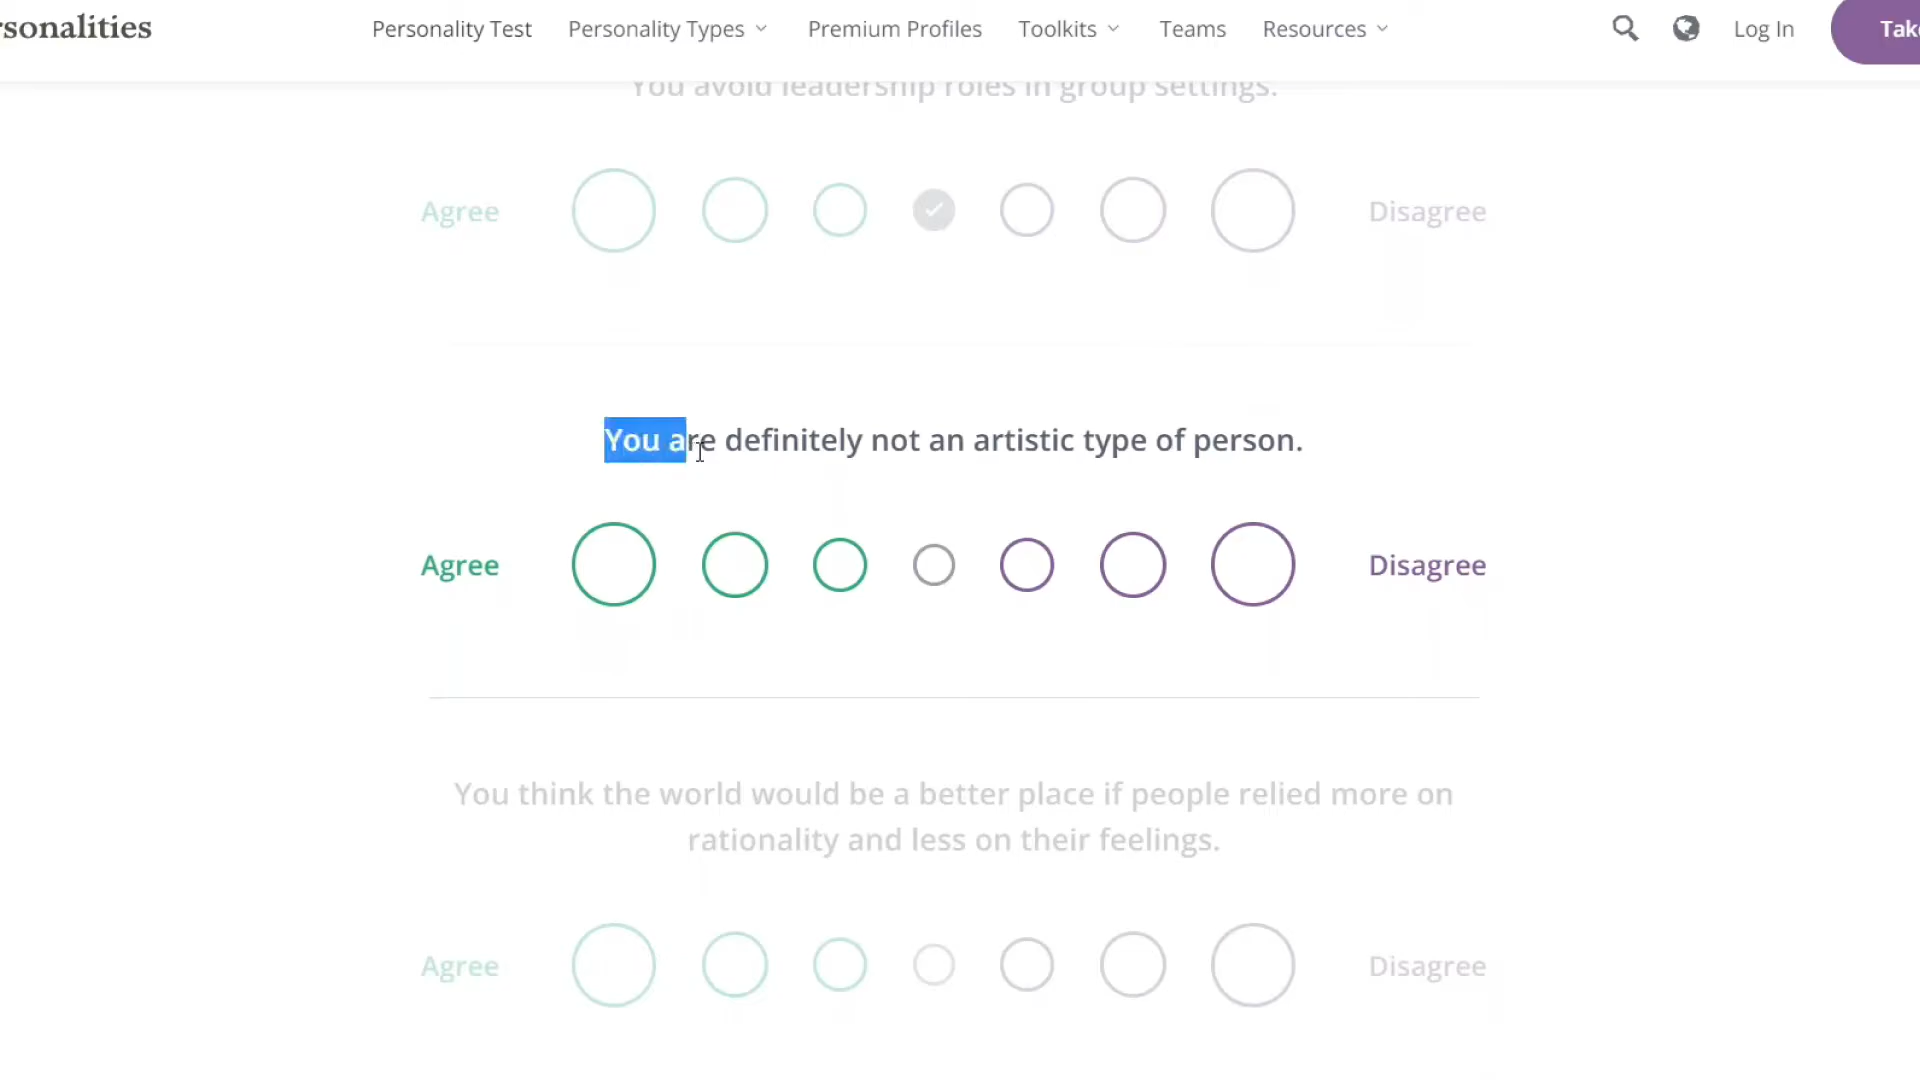 rsonalities
Personality Test Personality Types Premium Profiles Toolkits Teams Resources Log In Take
You avoid leadership roles in group settings.
Agree Disagree
You are definitely not an artistic type of person.
Agree Disagree
You think the world would be a better place if people relied more on
rationality and less on their feelings.
Agree Disagree